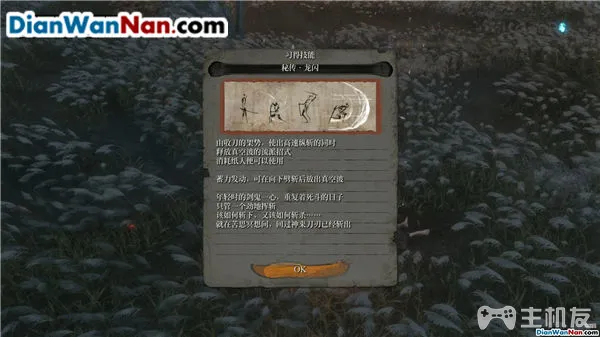 DianWanNan.com
习得技能
秘传·龙闪
由收刀的架势，使出高速纵斩的同时
释放真空波的流派招式
消耗纸人便可以使用
蓄力发动，可在向下劈斩后放出真空波
年轻时的剑鬼一心，重复着死斗的日子
只管一个劲地挥斩
该如何斩下，又该如何斩杀……
就在苦思冥想间，回过神来刀刃已经斩出
OK
主机友
DianWanNan.com